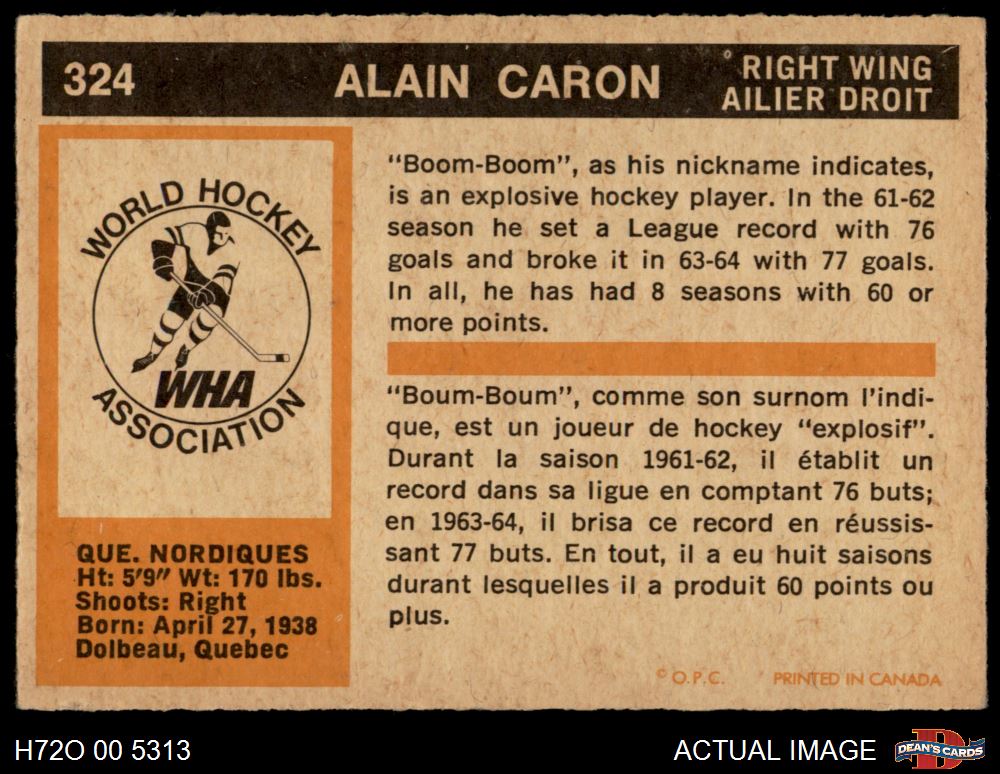 324
ALAIN CARON
RIGHT WING
AILIER DROIT
WORLD HOCKEY
WHA
ASSOCIATION
QUE. NORDIQUES
Ht: 5'9" Wt: 170 lbs.
Shoots: Right
Born: April 27, 1938
Dolbeau, Quebec
"Boom-Boom", as his nickname indicates,
is an explosive hockey player. In the 61-62
season he set a League record with 76
goals and broke it in 63-64 with 77 goals.
In all, he has had 8 seasons with 60 or
more points.
"Boum-Boum", comme son surnom l'indi-
que, est un joueur de hockey "explosif".
Durant la saison 1961-62, il établit un
record dans sa ligue en comptant 76 buts;
en 1963-64, il brisa ce record en réussis-
sant 77 buts. En tout, il a eu huit saisons
durant lesquelles il a produit 60 points ou
plus.
© O.P.C. PRINTED IN CANADA
H72O 00 5313
ACTUAL IMAGE
D
DEAN'S CARDS